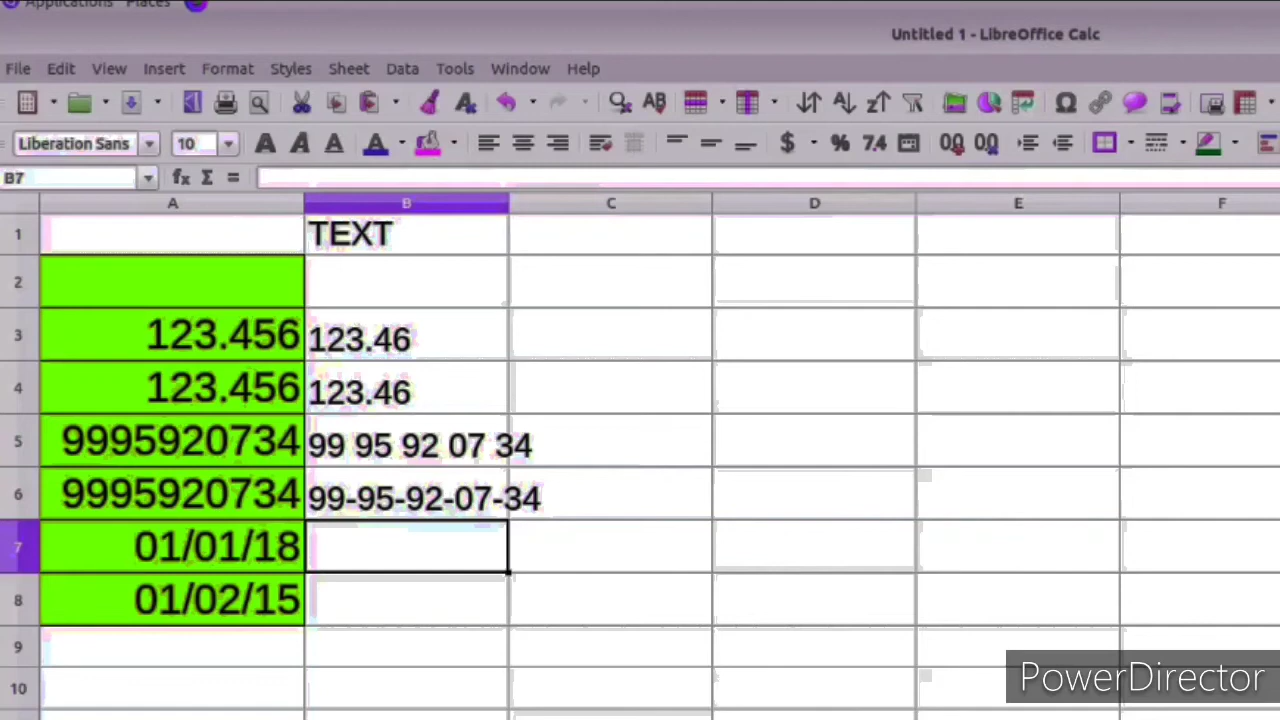 Applications Places
Untitled 1 - LibreOffice Calc
File Edit View Insert Format Styles Sheet Data Tools Window Help
Liberation Sans 10
B7
A B C D E F
1 TEXT
2
3 123.456 123.46
4 123.456 123.46
5 9995920734 99 95 92 07 34
6 9995920734 99-95-92-07-34
7 01/01/18
8 01/02/15
9
10
PowerDirector